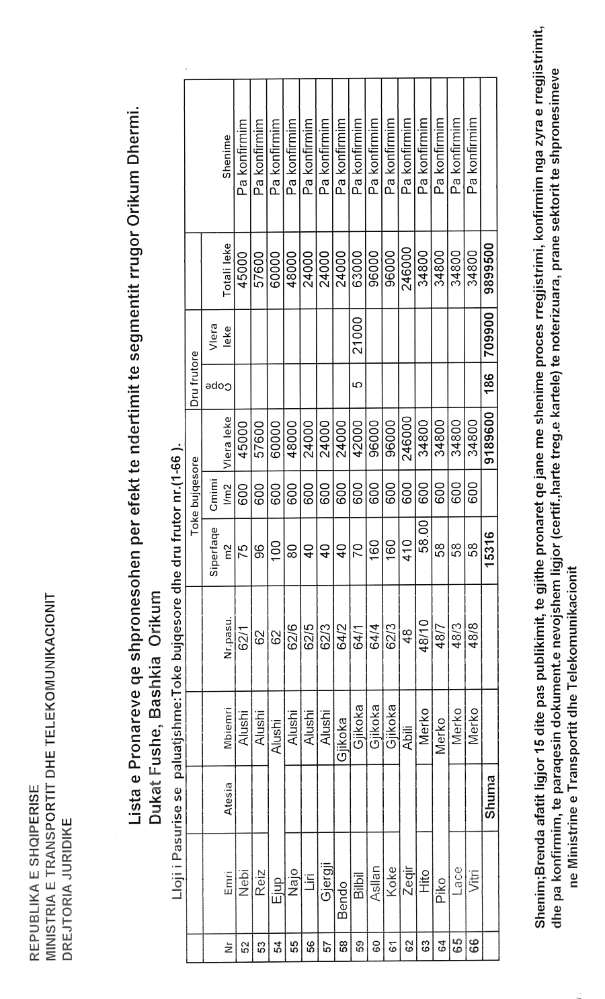 REPUBLIKA E SHQIPERISE
MINISTRIA E TRANSPORTIT DHE TELEKOMUNIKACIONIT
DREJTORIA JURIDIKE
Lista e Pronareve qe shpronesohen per efekt te ndertimit te segmentit rrugor Orikum Dhermi.
Dukat Fushe, Bashkia Orikum
Lloji i Pasurise se paluatjshme:Toke bujqesore dhe dru frutor nr.(1-66 ).
Toke bujqesore Dru frutore
Nr Emri Atesia Mbiemri Nr.pasu. Siperfaqe m2 Cmimi l/m2 Vlera leke Cope Vlera leke Totali leke Shenime
52 Nebi Alushi 62/1 75 600 45000 45000 Pa konfirmim
53 Reiz Alushi 62 96 600 57600 57600 Pa konfirmim
54 Ejup Alushi 62 100 600 60000 60000 Pa konfirmim
55 Najo Alushi 62/6 80 600 48000 48000 Pa konfirmim
56 Liri Alushi 62/5 40 600 24000 24000 Pa konfirmim
57 Gjergji Alushi 62/3 40 600 24000 24000 Pa konfirmim
58 Bendo Gjikoka 64/2 40 600 24000 24000 Pa konfirmim
59 Bilbil Gjikoka 64/1 70 600 42000 5 21000 63000 Pa konfirmim
60 Asllan Gjikoka 64/4 160 600 96000 96000 Pa konfirmim
61 Koke Gjikoka 62/3 160 600 96000 96000 Pa konfirmim
62 Zeqir Abili 48 410 600 246000 246000 Pa konfirmim
63 Hito Merko 48/10 58.00 600 34800 34800 Pa konfirmim
64 Piko Merko 48/7 58 600 34800 34800 Pa konfirmim
65 Lace Merko 48/3 58 600 34800 34800 Pa konfirmim
66 Vitri Merko 48/8 58 600 34800 34800 Pa konfirmim
Shuma 15316 9189600 186 709900 9899500
Shenim;Brenda afatit ligjor 15 dite pas publikimit, te gjithe pronaret qe jane me shenime proces rregjistrimi, konfirmim nga zyra e rregjistrimit,
dhe pa konfirmim, te paraqesin dokument.e nevojshem ligjor (certif.,harte treg.e kartele) te noterizuara, prane sektorit te shpronesimeve
ne Ministrine e Transportit dhe Telekomunikacionit